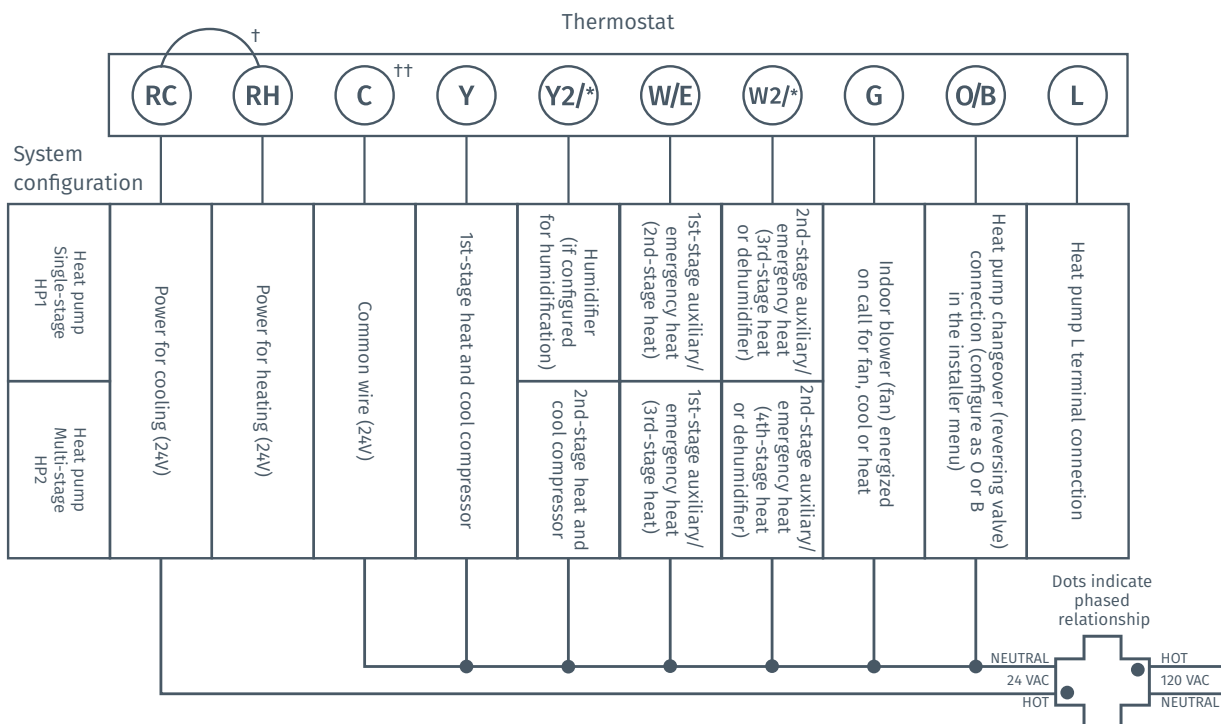 Thermostat
†
RC
RH
C
††
Y
Y2/*
W/E
W2/*
G
O/B
L
System
configuration
Heat pump
Single-stage
HP1
Heat pump
Multi-stage
HP2
Power for cooling (24V)
Power for heating (24V)
Common wire (24V)
1st-stage heat and cool compressor
Humidifier
(if configured
for humidification)
2nd-stage heat and
cool compressor
1st-stage auxiliary/
emergency heat
(2nd-stage heat)
1st-stage auxiliary/
emergency heat
(3rd-stage heat)
2nd-stage auxiliary/
emergency heat
(3rd-stage heat
or dehumidifier)
2nd-stage auxiliary/
emergency heat
(4th-stage heat
or dehumidifier)
Indoor blower (fan) energized
on call for fan, cool or heat
Heat pump changeover (reversing valve)
connection (configure as O or B
in the installer menu)
Heat pump L terminal connection
Dots indicate
phased
relationship
NEUTRAL
24 VAC
HOT
HOT
120 VAC
NEUTRAL